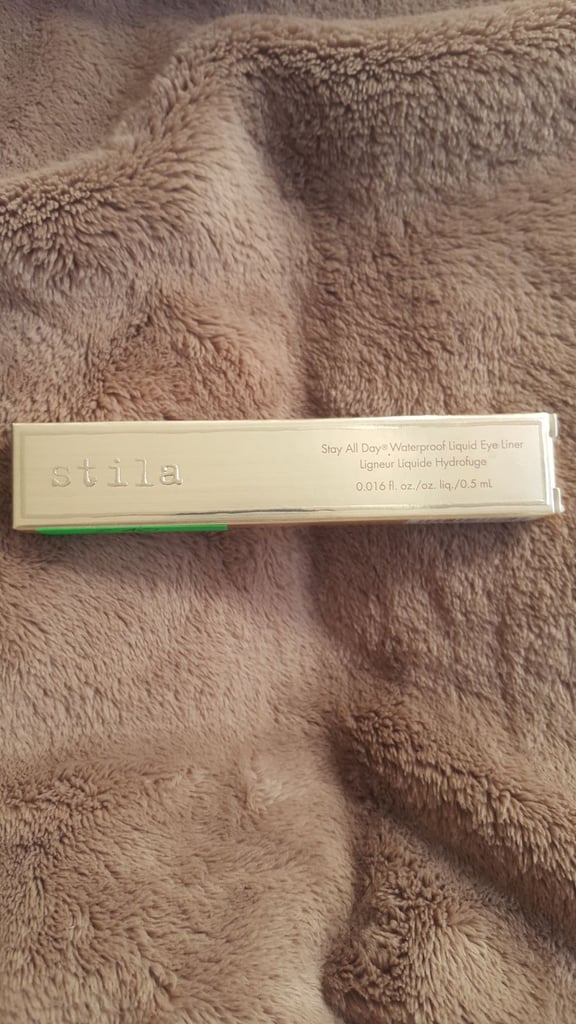 stila
Stay All Day® Waterproof Liquid Eye Liner
Ligneur Liquide Hydrofuge
0.016 fl. oz./oz. liq./0.5 mL